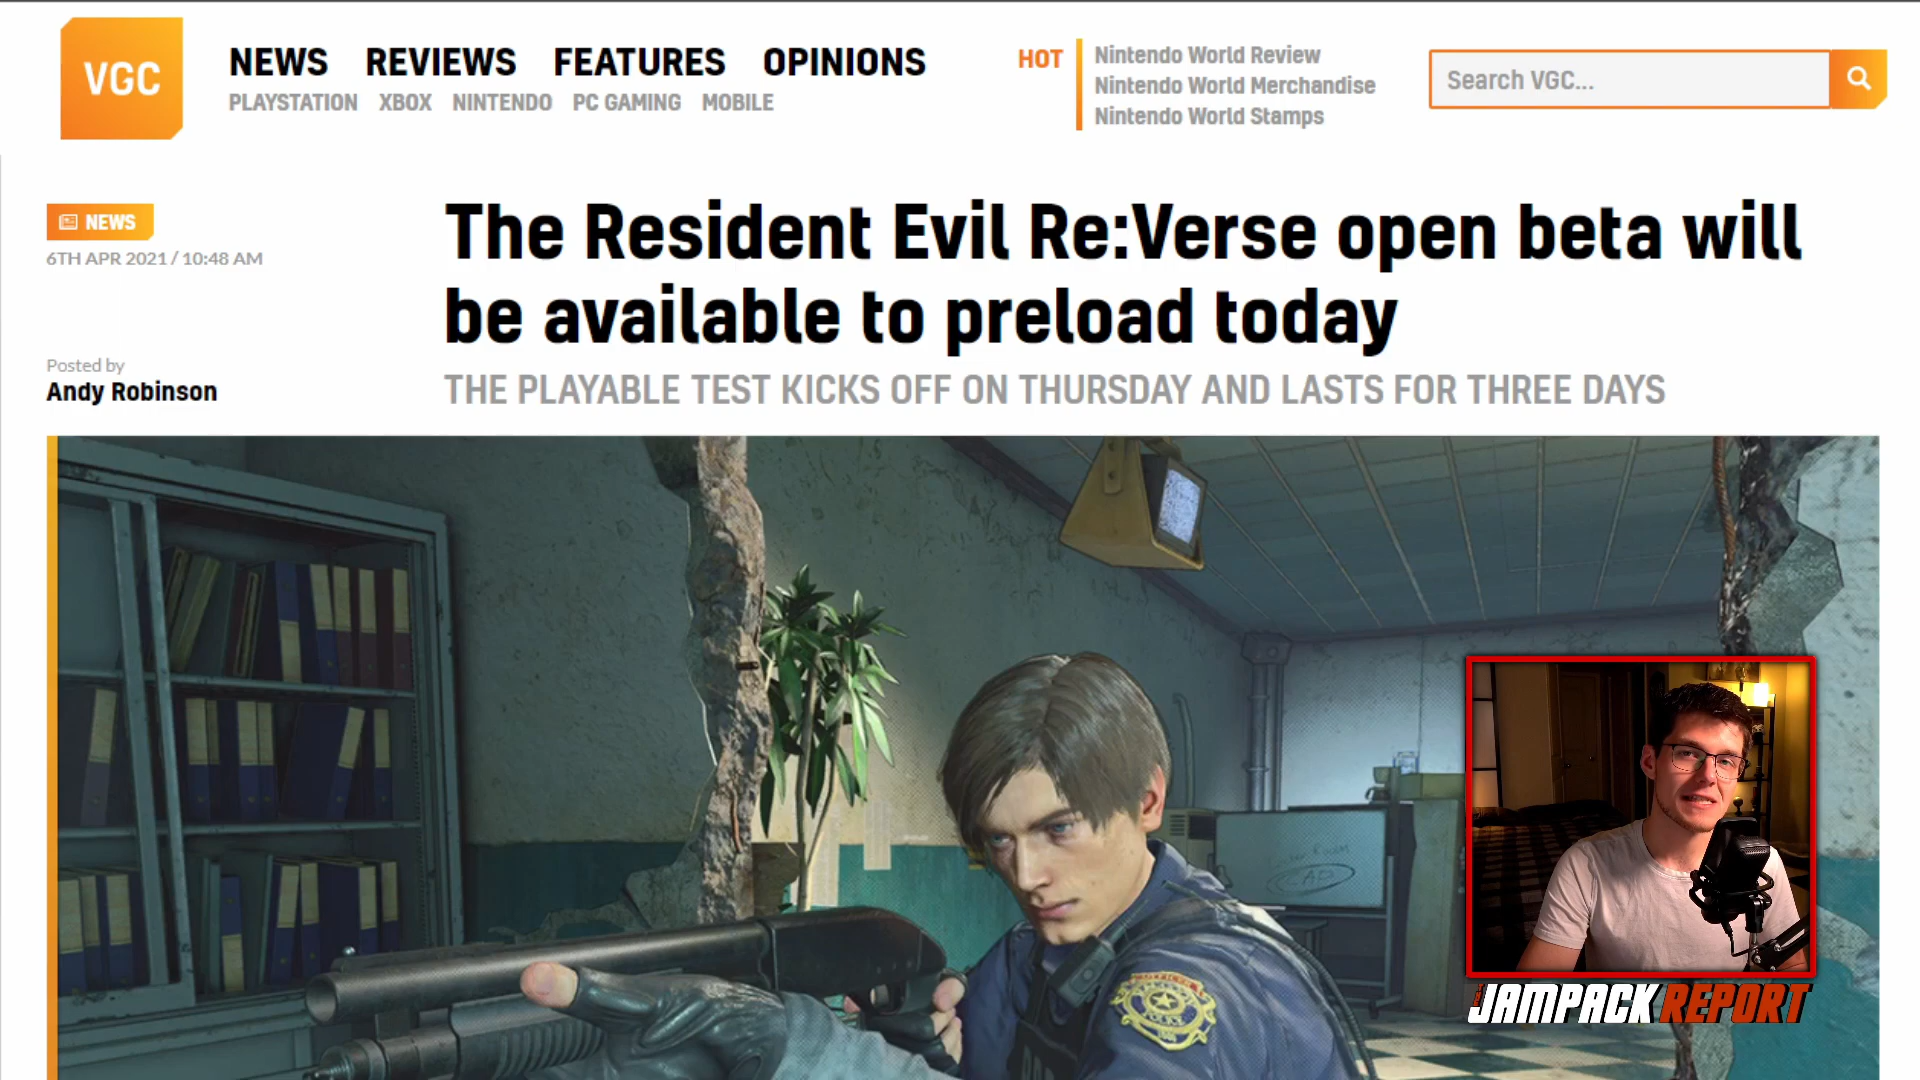 VGC
NEWS REVIEWS FEATURES OPINIONS
PLAYSTATION XBOX NINTENDO PC GAMING MOBILE
HOT
Nintendo World Review
Nintendo World Merchandise
Nintendo World Stamps
Search VGC...
NEWS
6TH APR 2021 / 10:48 AM
The Resident Evil Re:Verse open beta will
be available to preload today
THE PLAYABLE TEST KICKS OFF ON THURSDAY AND LASTS FOR THREE DAYS
Posted by
Andy Robinson
JAMPACK REPORT